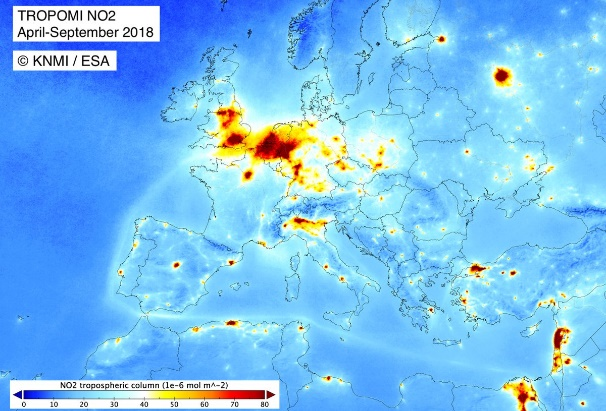 TROPOMI NO2
April-September 2018
© KNMI / ESA
NO2 tropospheric column (1e-6 mol m^-2)
0 10 20 30 40 50 60 70 80